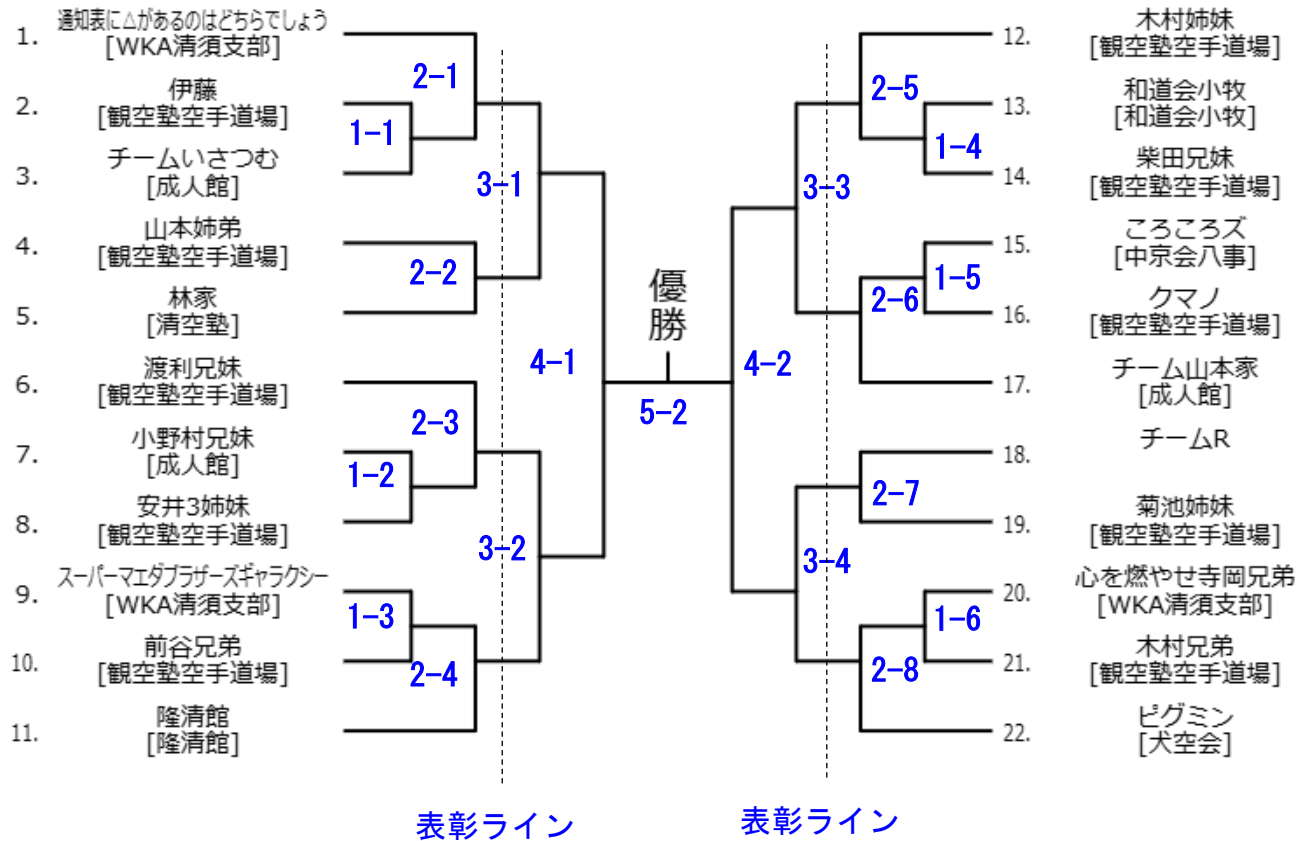 1.
通知表に△があるのはどちらでしょう
[WKA清須支部]
2.
伊藤
[観空塾空手道場]
3.
チームいさつむ
[成人館]
4.
山本姉弟
[観空塾空手道場]
5.
林家
[清空塾]
6.
渡利兄妹
[観空塾空手道場]
7.
小野村兄妹
[成人館]
8.
安井3姉妹
[観空塾空手道場]
9.
スーパーマエダブラザーズギャラクシー
[WKA清須支部]
10.
前谷兄弟
[観空塾空手道場]
11.
隆清館
[隆清館]
2-1
1-1
3-1
2-2
4-1
2-3
1-2
3-2
1-3
2-4
優勝
5-2
2-5
1-4
3-3
1-5
2-6
4-2
2-7
3-4
1-6
2-8
12.
木村姉妹
[観空塾空手道場]
13.
和道会小牧
[和道会小牧]
14.
柴田兄妹
[観空塾空手道場]
15.
ころころズ
[中京会八事]
16.
クマノ
[観空塾空手道場]
17.
チーム山本家
[成人館]
18.
チームR
19.
菊池姉妹
[観空塾空手道場]
20.
心を燃やせ寺岡兄弟
[WKA清須支部]
21.
木村兄弟
[観空塾空手道場]
22.
ピグミン
[犬空会]
表彰ライン
表彰ライン